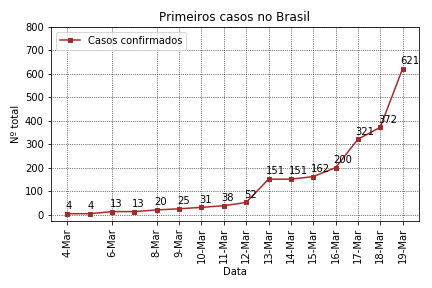 Primeiros casos no Brasil
Casos confirmados
Nº total
800
700
600
500
400
300
200
100
0
4 4 13 13 20 25 31 38 52 151 151 162 200 321 372 621
4-Mar 6-Mar 8-Mar 9-Mar 10-Mar 11-Mar 12-Mar 13-Mar 14-Mar 15-Mar 16-Mar 17-Mar 18-Mar 19-Mar
Data